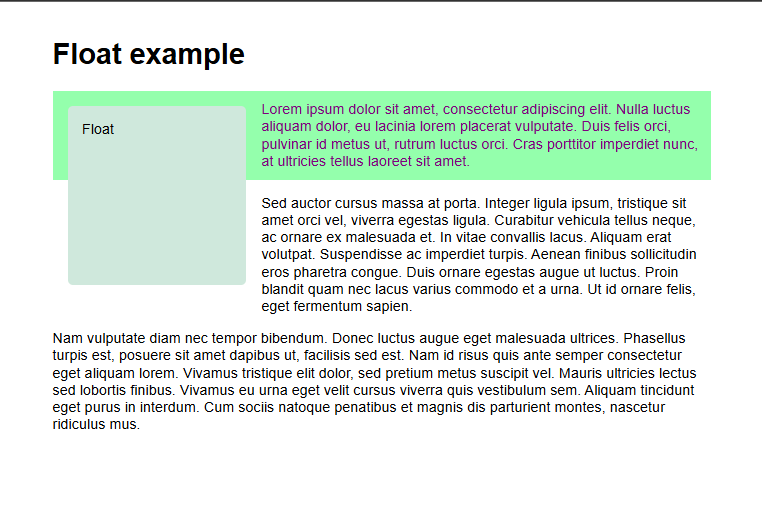 Float example
Float
Lorem ipsum dolor sit amet, consectetur adipiscing elit. Nulla luctus
aliquam dolor, eu lacinia lorem placerat vulputate. Duis felis orci,
pulvinar id metus ut, rutrum luctus orci. Cras porttitor imperdiet nunc,
at ultricies tellus laoreet sit amet.
Sed auctor cursus massa at porta. Integer ligula ipsum, tristique sit
amet orci vel, viverra egestas ligula. Curabitur vehicula tellus neque,
ac ornare ex malesuada et. In vitae convallis lacus. Aliquam erat
volutpat. Suspendisse ac imperdiet turpis. Aenean finibus sollicitudin
eros pharetra congue. Duis ornare egestas augue ut luctus. Proin
blandit quam nec lacus varius commodo et a urna. Ut id ornare felis,
eget fermentum sapien.
Nam vulputate diam nec tempor bibendum. Donec luctus augue eget malesuada ultrices. Phasellus
turpis est, posuere sit amet dapibus ut, facilisis sed est. Nam id risus quis ante semper consectetur
eget aliquam lorem. Vivamus tristique elit dolor, sed pretium metus suscipit vel. Mauris ultricies lectus
sed lobortis finibus. Vivamus eu urna eget velit cursus viverra quis vestibulum sem. Aliquam tincidunt
eget purus in interdum. Cum sociis natoque penatibus et magnis dis parturient montes, nascetur
ridiculus mus.